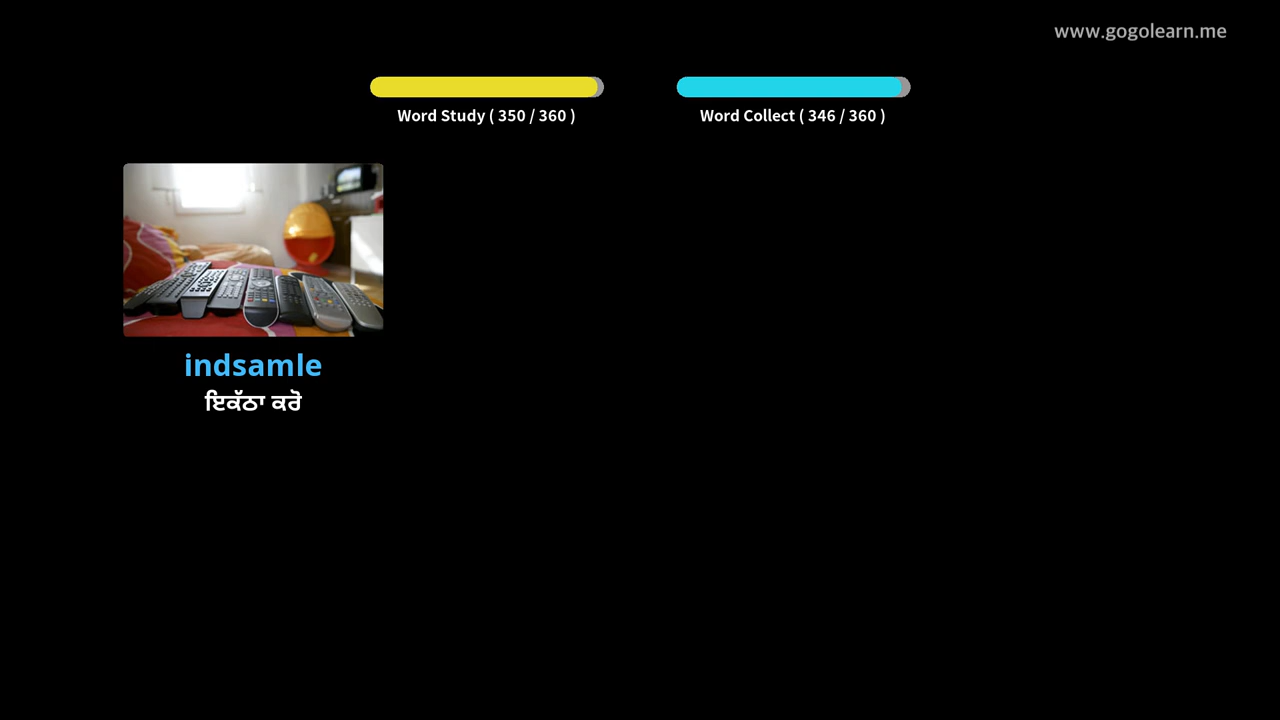 www.gogolearn.me
Word Study ( 350 / 360 )
Word Collect ( 346 / 360 )
indsamle
ਇਕੱਠਾ ਕਰੋ